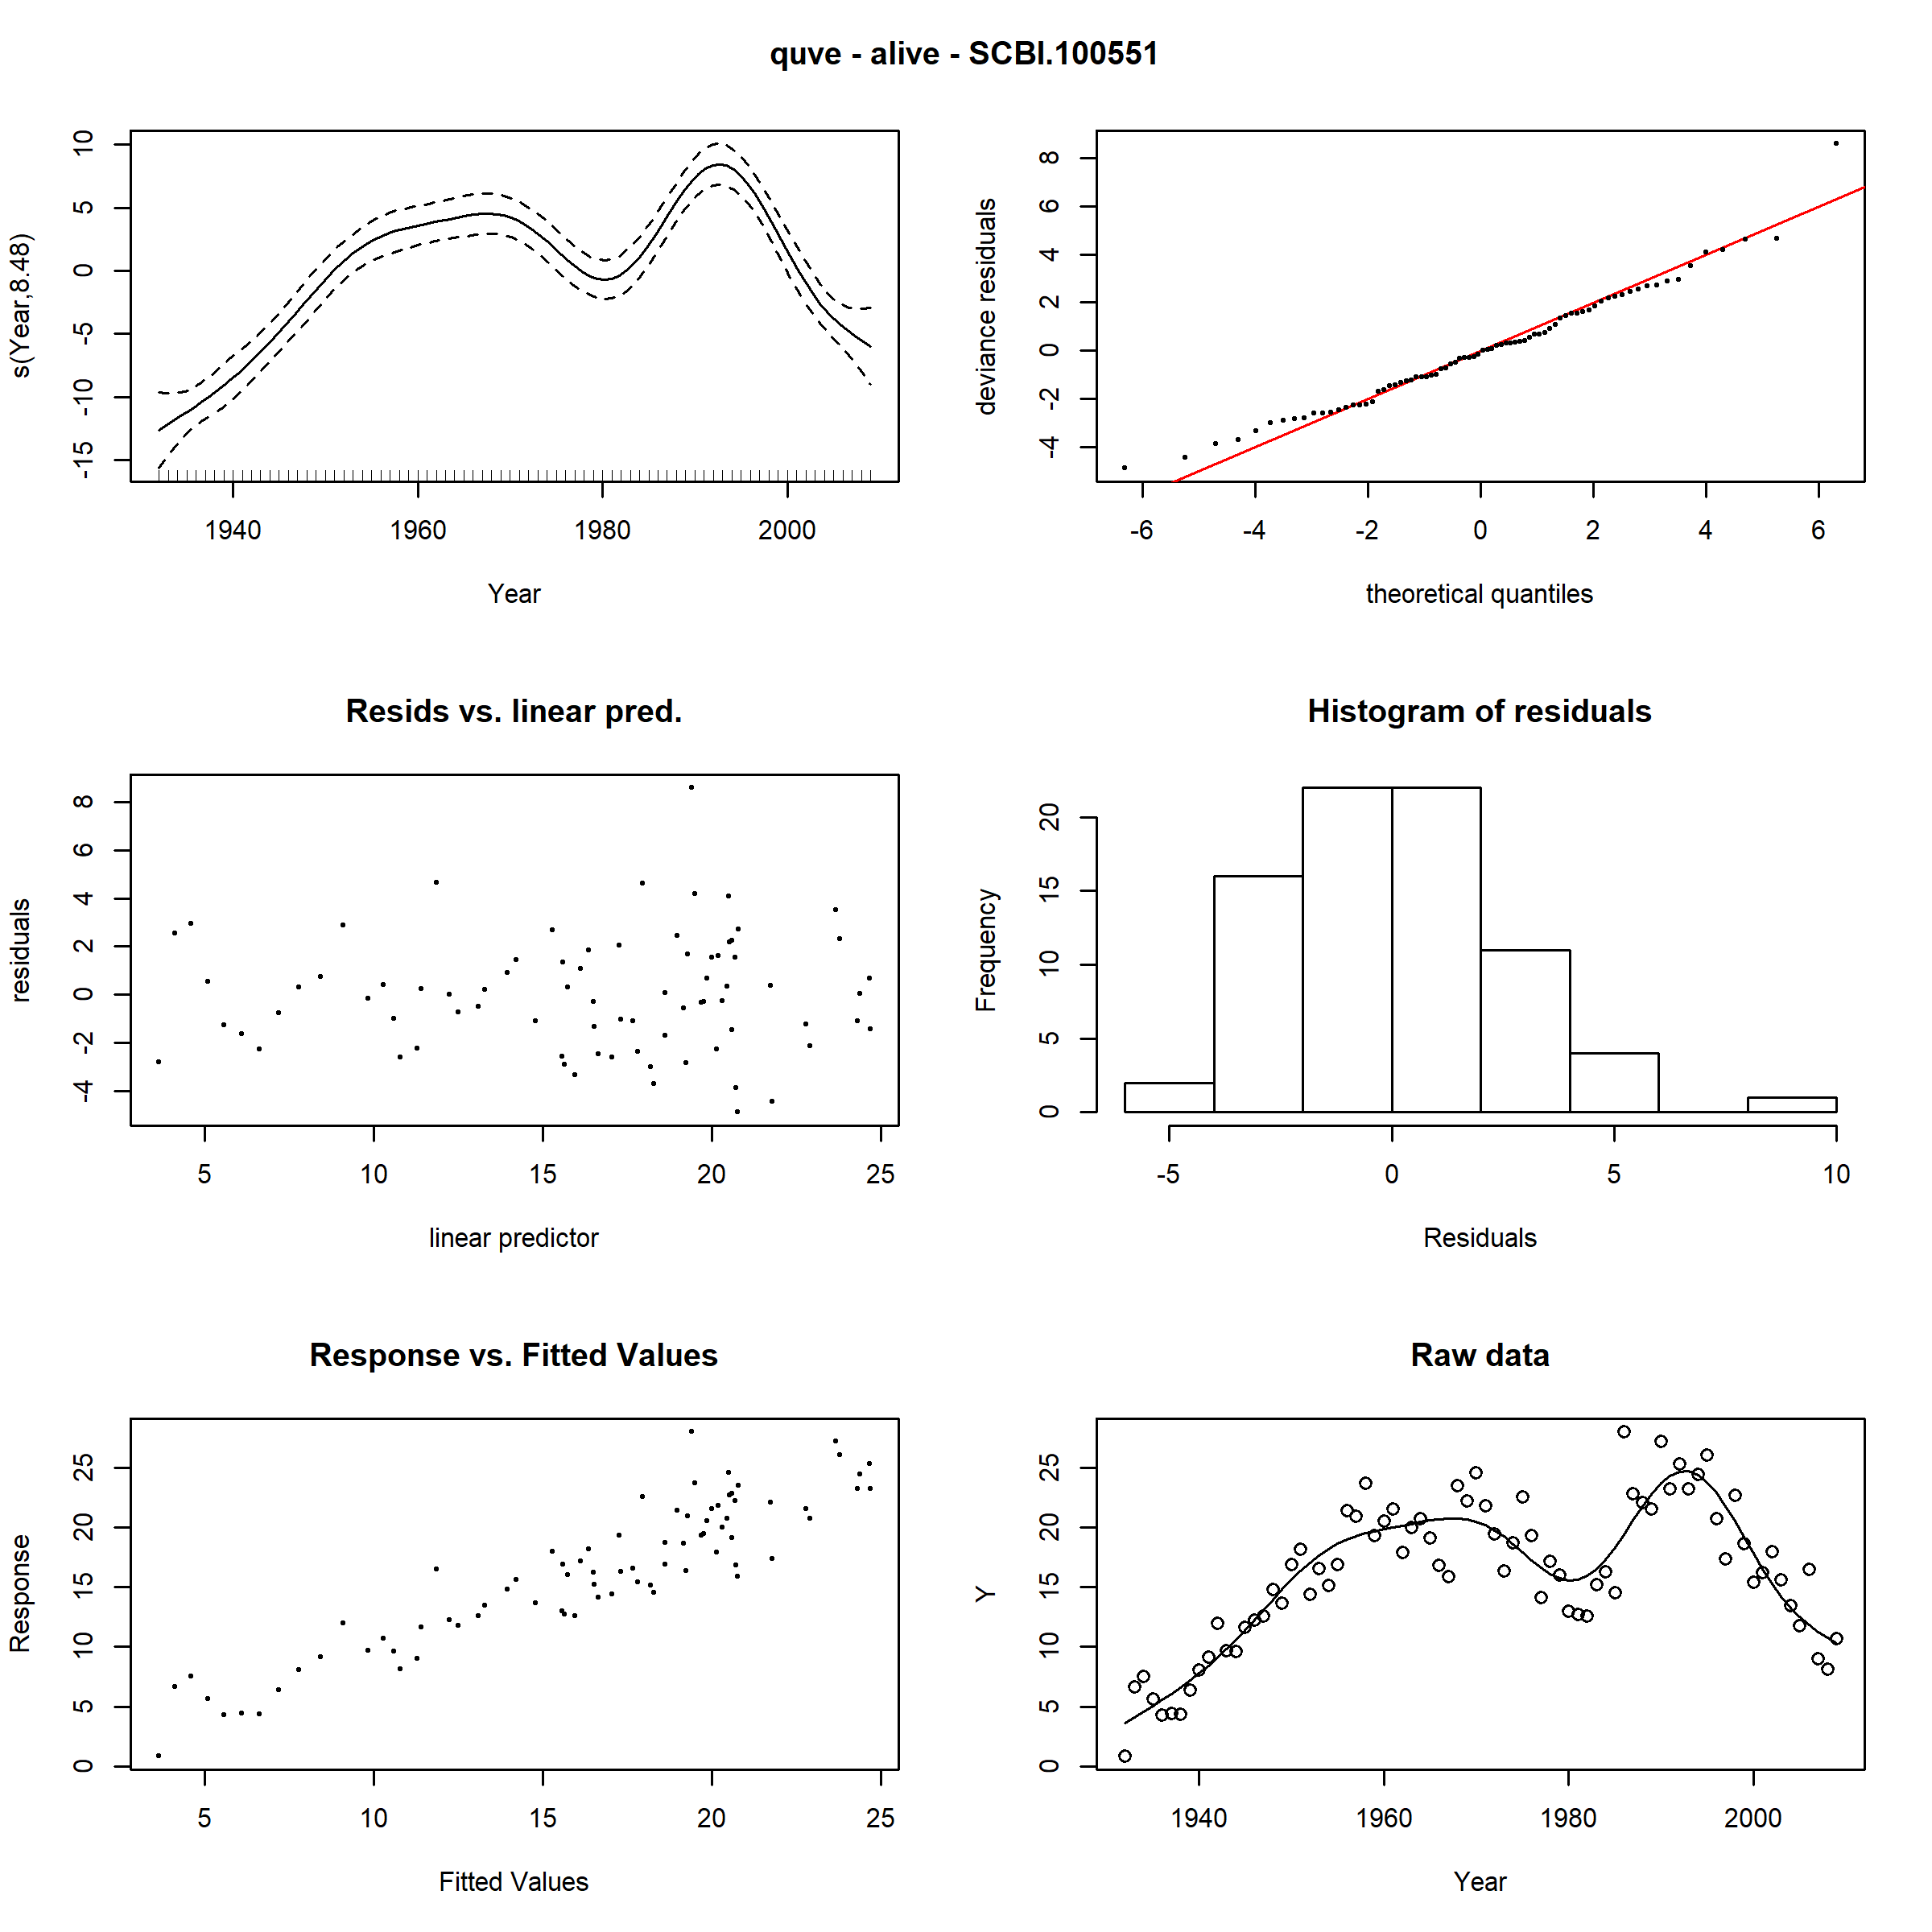 quve - alive - SCBI.100551
10
5
0
-5
-10
-15
s(Year,8.48)
1940 1960 1980 2000
Year
8
6
4
2
0
-2
-4
deviance residuals
-6 -4 -2 0 2 4 6
theoretical quantiles
Resids vs. linear pred.
8
6
4
2
0
-2
-4
residuals
5 10 15 20 25
linear predictor
Histogram of residuals
20
15
10
5
0
Frequency
-5 0 5 10
Residuals
Response vs. Fitted Values
25
20
15
10
5
0
Response
5 10 15 20 25
Fitted Values
Raw data
25
20
15
10
5
0
Y
1940 1960 1980 2000
Year